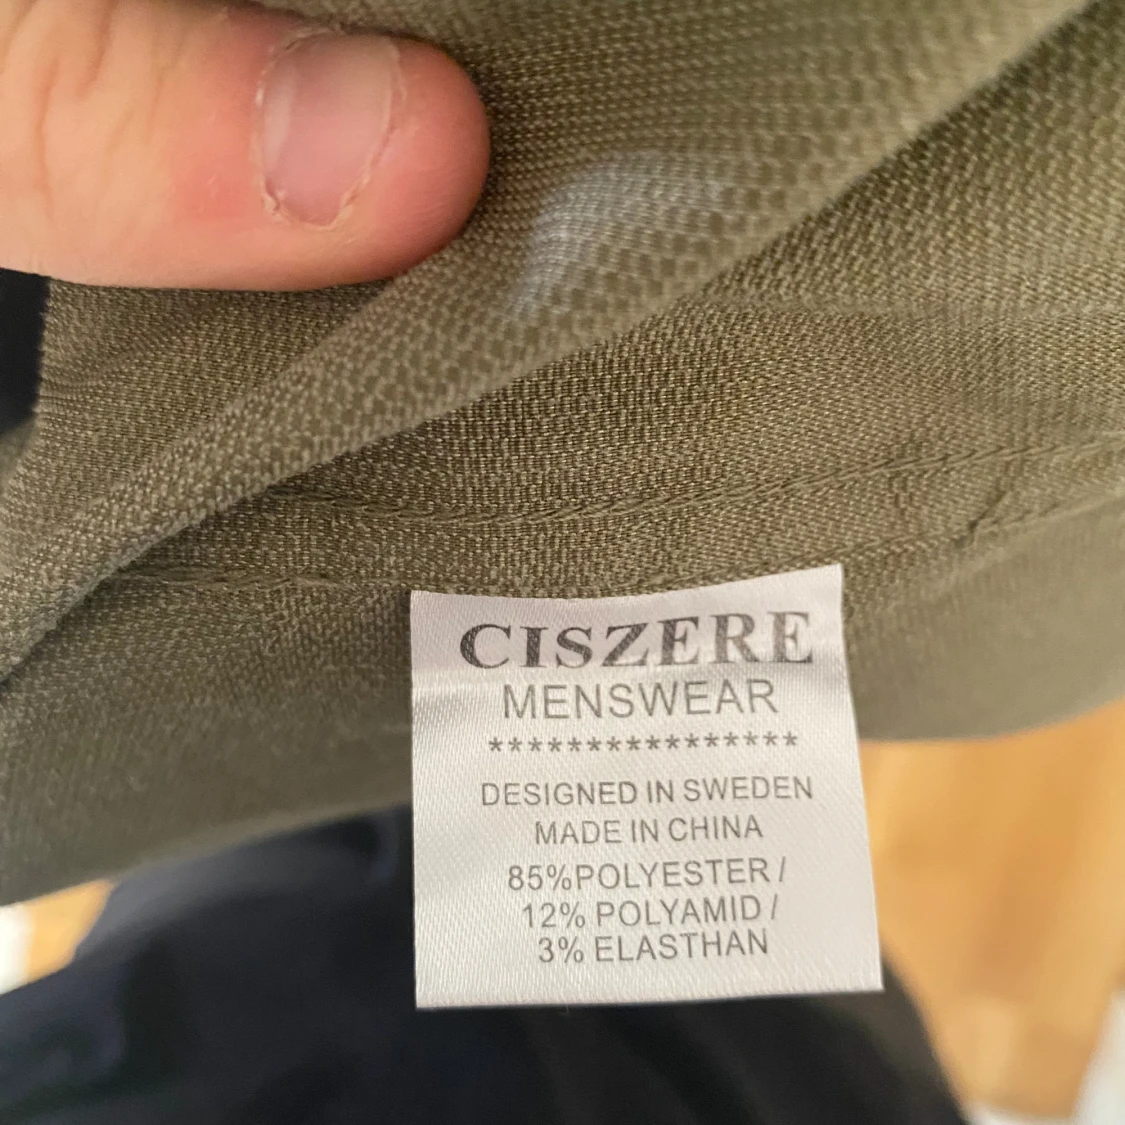 CISZERE
MENSWEAR
****************
DESIGNED IN SWEDEN
MADE IN CHINA
85%POLYESTER /
12% POLYAMID /
3% ELASTHAN